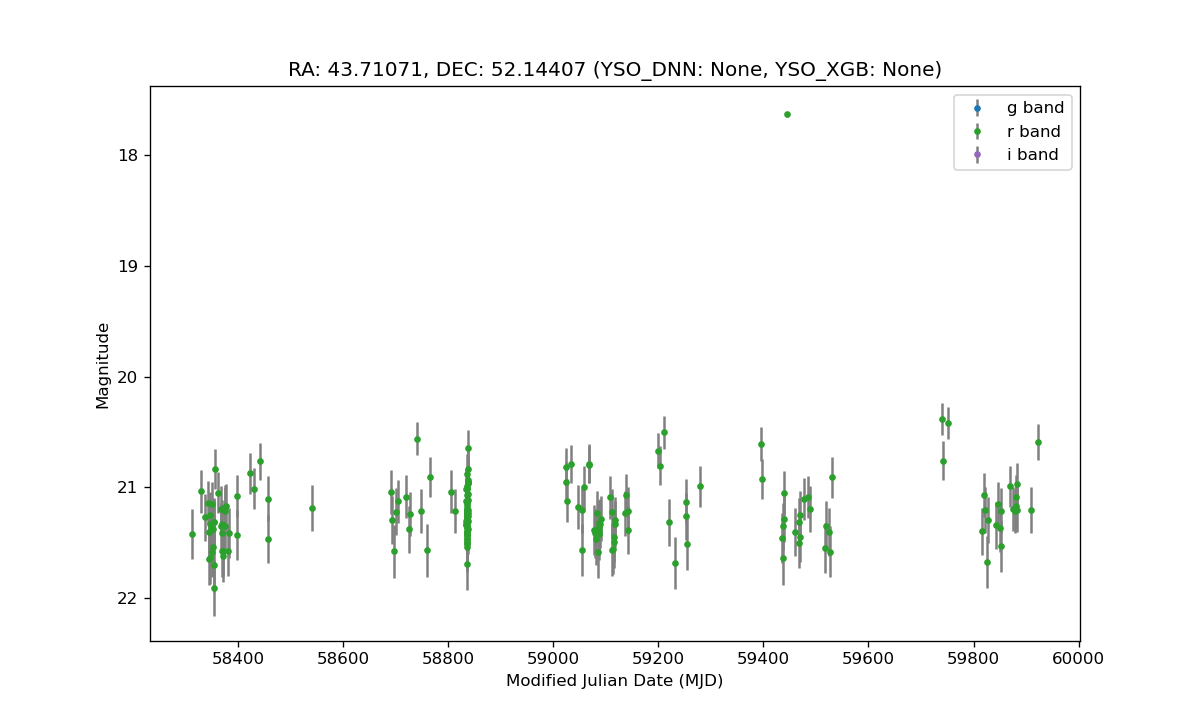 RA: 43.71071, DEC: 52.14407 (YSO_DNN: None, YSO_XGB: None)
g band
r band
i band
18
19
20
21
22
Magnitude
58400 58600 58800 59000 59200 59400 59600 59800 60000
Modified Julian Date (MJD)